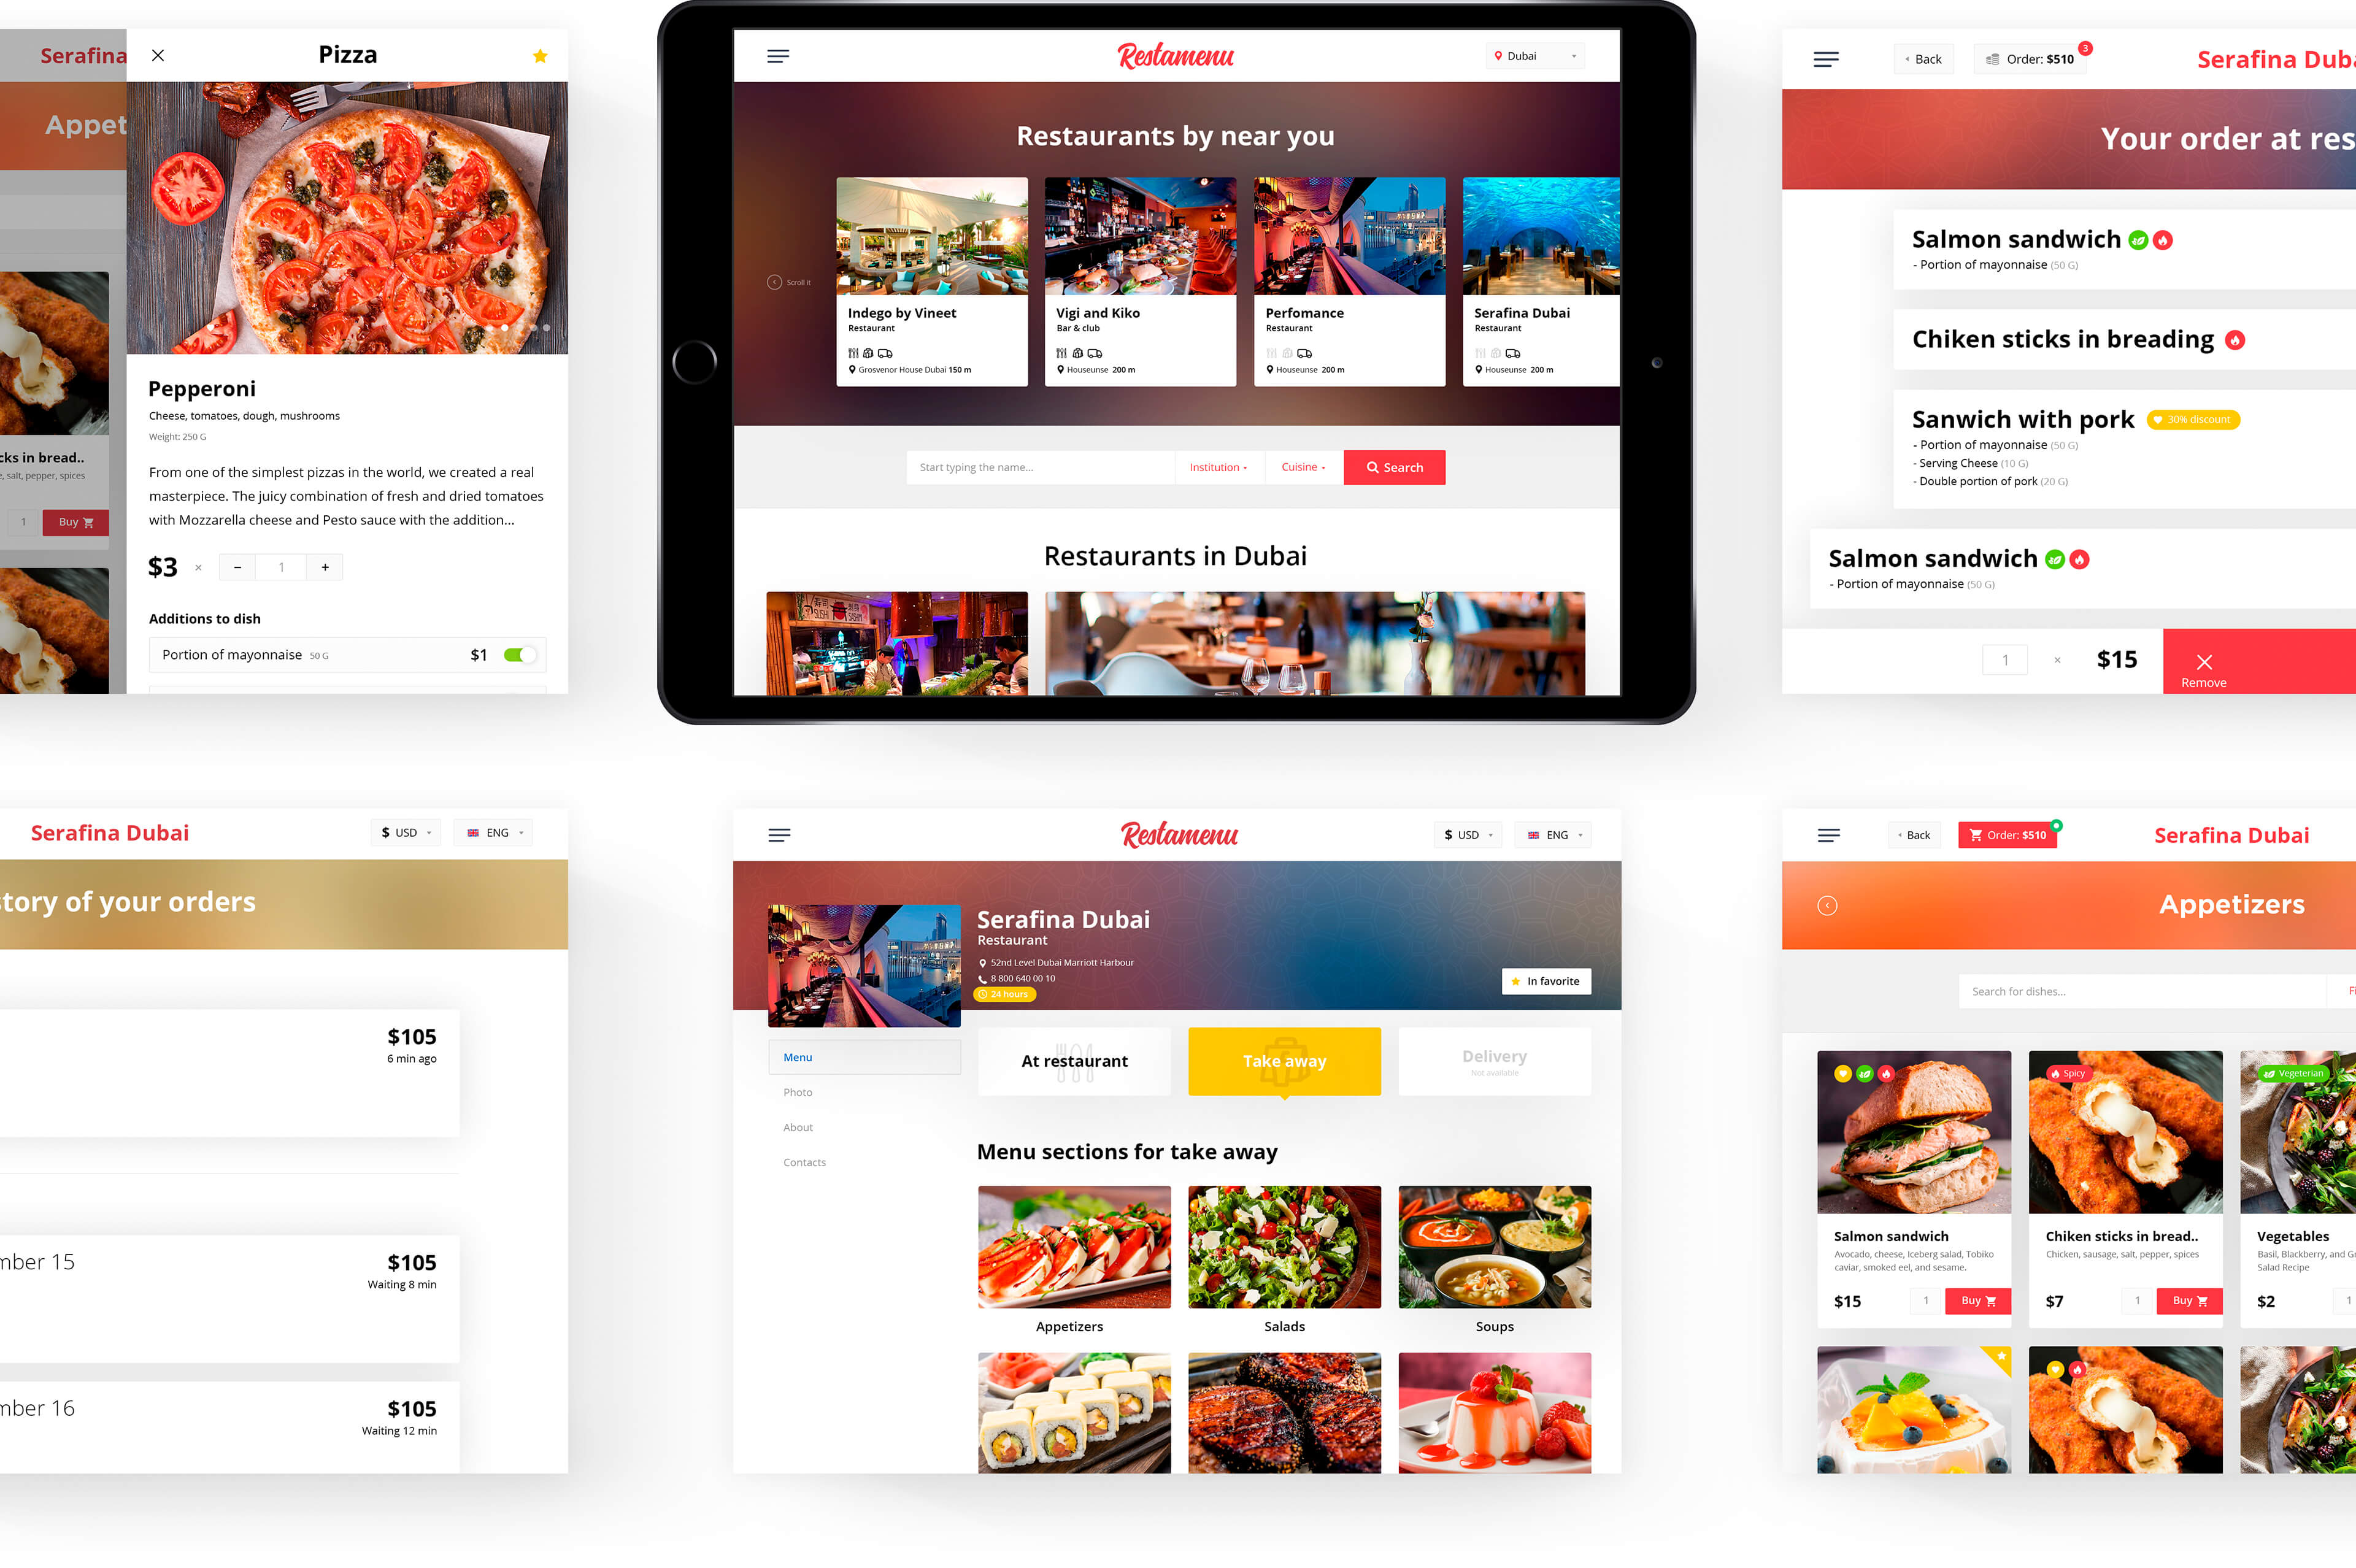 Serafina
Appet
cks in bread..
e, salt, pepper, spices
1
Buy
Pizza
Pepperoni
Cheese, tomatoes, dough, mushrooms
Weight: 250 G
From one of the simplest pizzas in the world, we created a real
masterpiece. The juicy combination of fresh and dried tomatoes
with Mozzarella cheese and Pesto sauce with the addition...
$3 × − 1 +
Additions to dish
Portion of mayonnaise 50 G $1
Restamenu
Dubai
Restaurants by near you
Scroll it
Indego by Vineet
Restaurant
Grosvenor House Dubai 150 m
Vigi and Kiko
Bar & club
Houseunse 200 m
Perfomance
Restaurant
Houseunse 200 m
Serafina Dubai
Restaurant
Houseunse 200 m
Start typing the name...
Institution
Cuisine
Search
Restaurants in Dubai
Back
Order: $510
3
Serafina Duba
Your order at res
Salmon sandwich
- Portion of mayonnaise (50 G)
Chiken sticks in breading
Sanwich with pork
30% discount
- Portion of mayonnaise (50 G)
- Serving Cheese (10 G)
- Double portion of pork (20 G)
Salmon sandwich
- Portion of mayonnaise (50 G)
1 × $15
Remove
Serafina Dubai
$ USD
ENG
story of your orders
$105
6 min ago
mber 15
$105
Waiting 8 min
mber 16
$105
Waiting 12 min
Restamenu
$ USD
ENG
Serafina Dubai
Restaurant
52nd Level Dubai Marriott Harbour
8 800 640 00 10
24 hours
In favorite
Menu
Photo
About
Contacts
At restaurant
Take away
Delivery
Not available
Menu sections for take away
Appetizers
Salads
Soups
Back
Order: $510
Serafina Dubai
Appetizers
Search for dishes...
Fi
Salmon sandwich
Avocado, cheese, Iceberg salad, Tobiko
caviar, smoked eel, and sesame.
$15
1
Buy
Spicy
Chiken sticks in bread..
Chicken, sausage, salt, pepper, spices
$7
1
Buy
Vegeterian
Vegetables
Basil, Blackberry, and G
Salad Recipe
$2
1